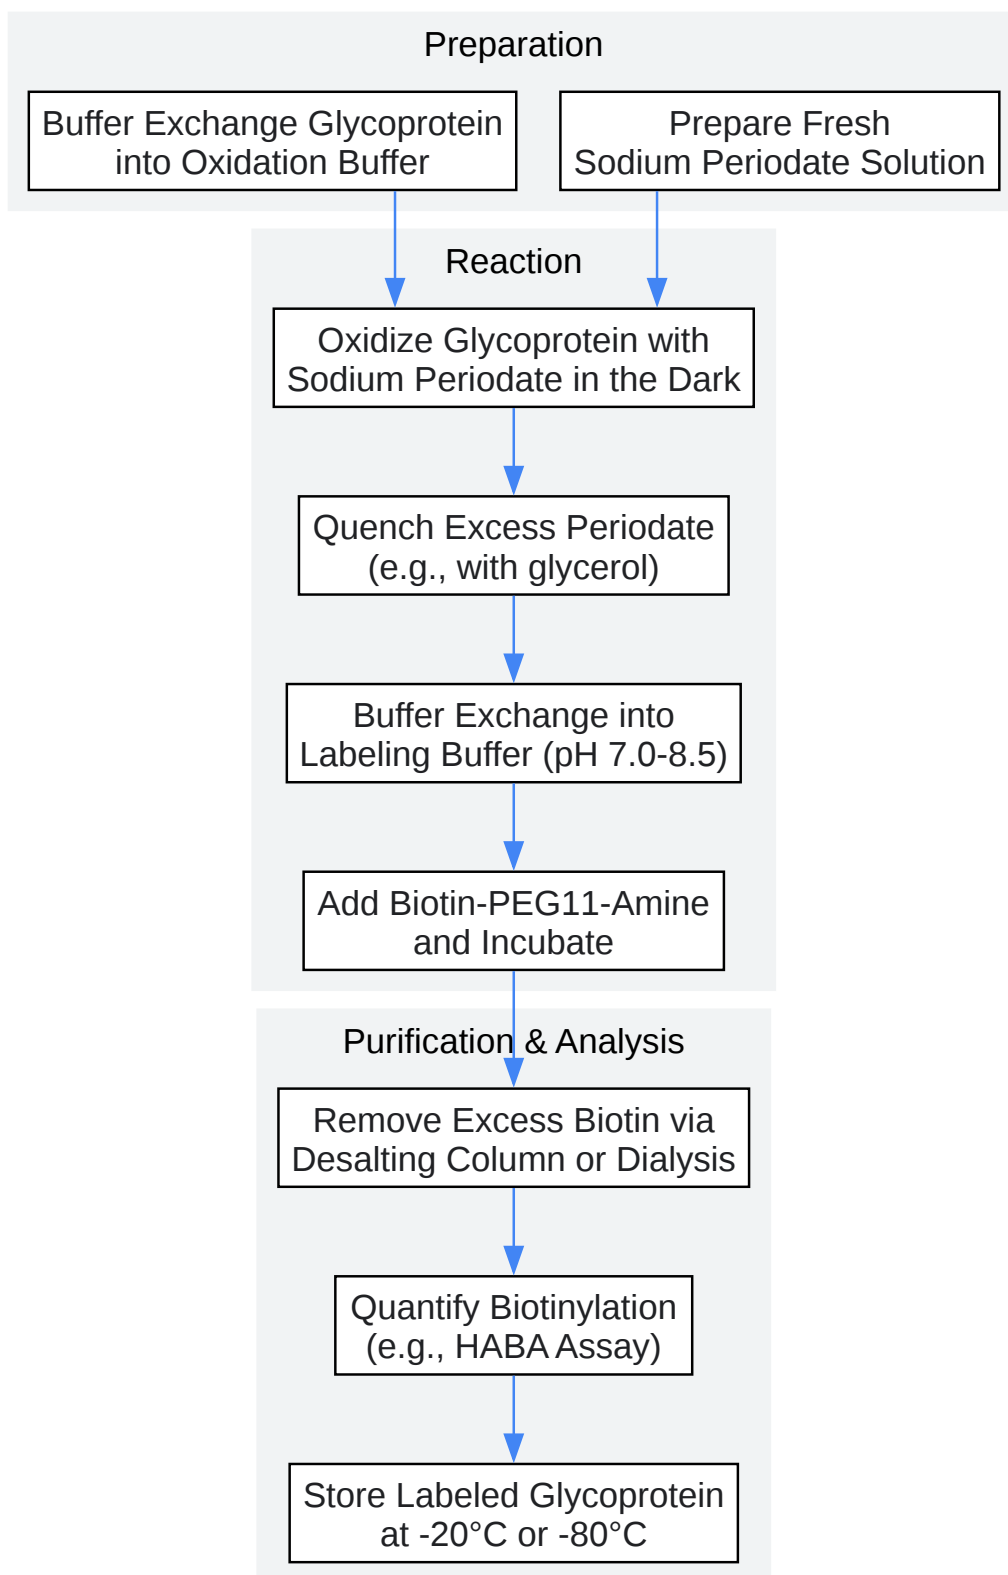 Preparation
Buffer Exchange Glycoprotein
into Oxidation Buffer
Prepare Fresh
Sodium Periodate Solution
Reaction
Oxidize Glycoprotein with
Sodium Periodate in the Dark
Quench Excess Periodate
(e.g., with glycerol)
Buffer Exchange into
Labeling Buffer (pH 7.0-8.5)
Add Biotin-PEG11-Amine
and Incubate
Purification & Analysis
Remove Excess Biotin via
Desalting Column or Dialysis
Quantify Biotinylation
(e.g., HABA Assay)
Store Labeled Glycoprotein
at -20°C or -80°C